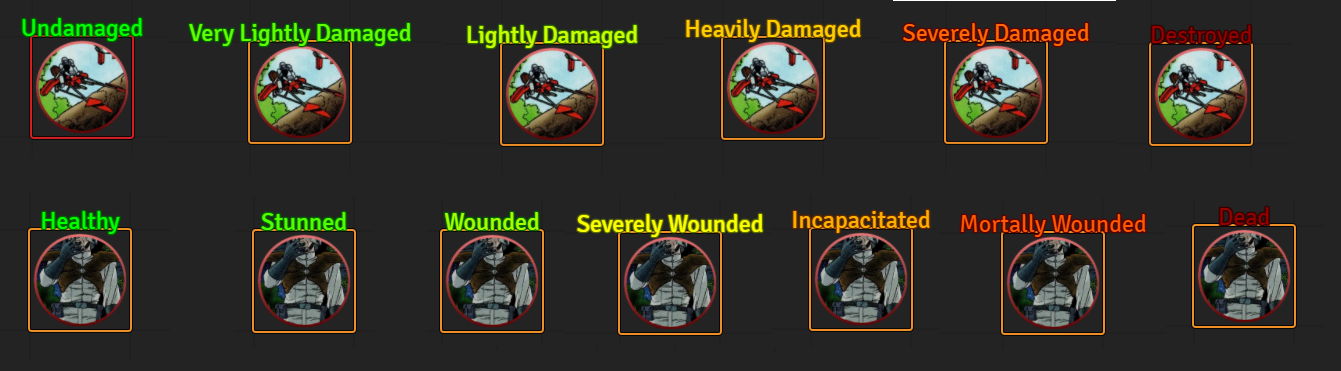 Undamaged
Very Lightly Damaged
Lightly Damaged
Heavily Damaged
Severely Damaged
Destroyed
Healthy
Stunned
Wounded
Severely Wounded
Incapacitated
Mortally Wounded
Dead